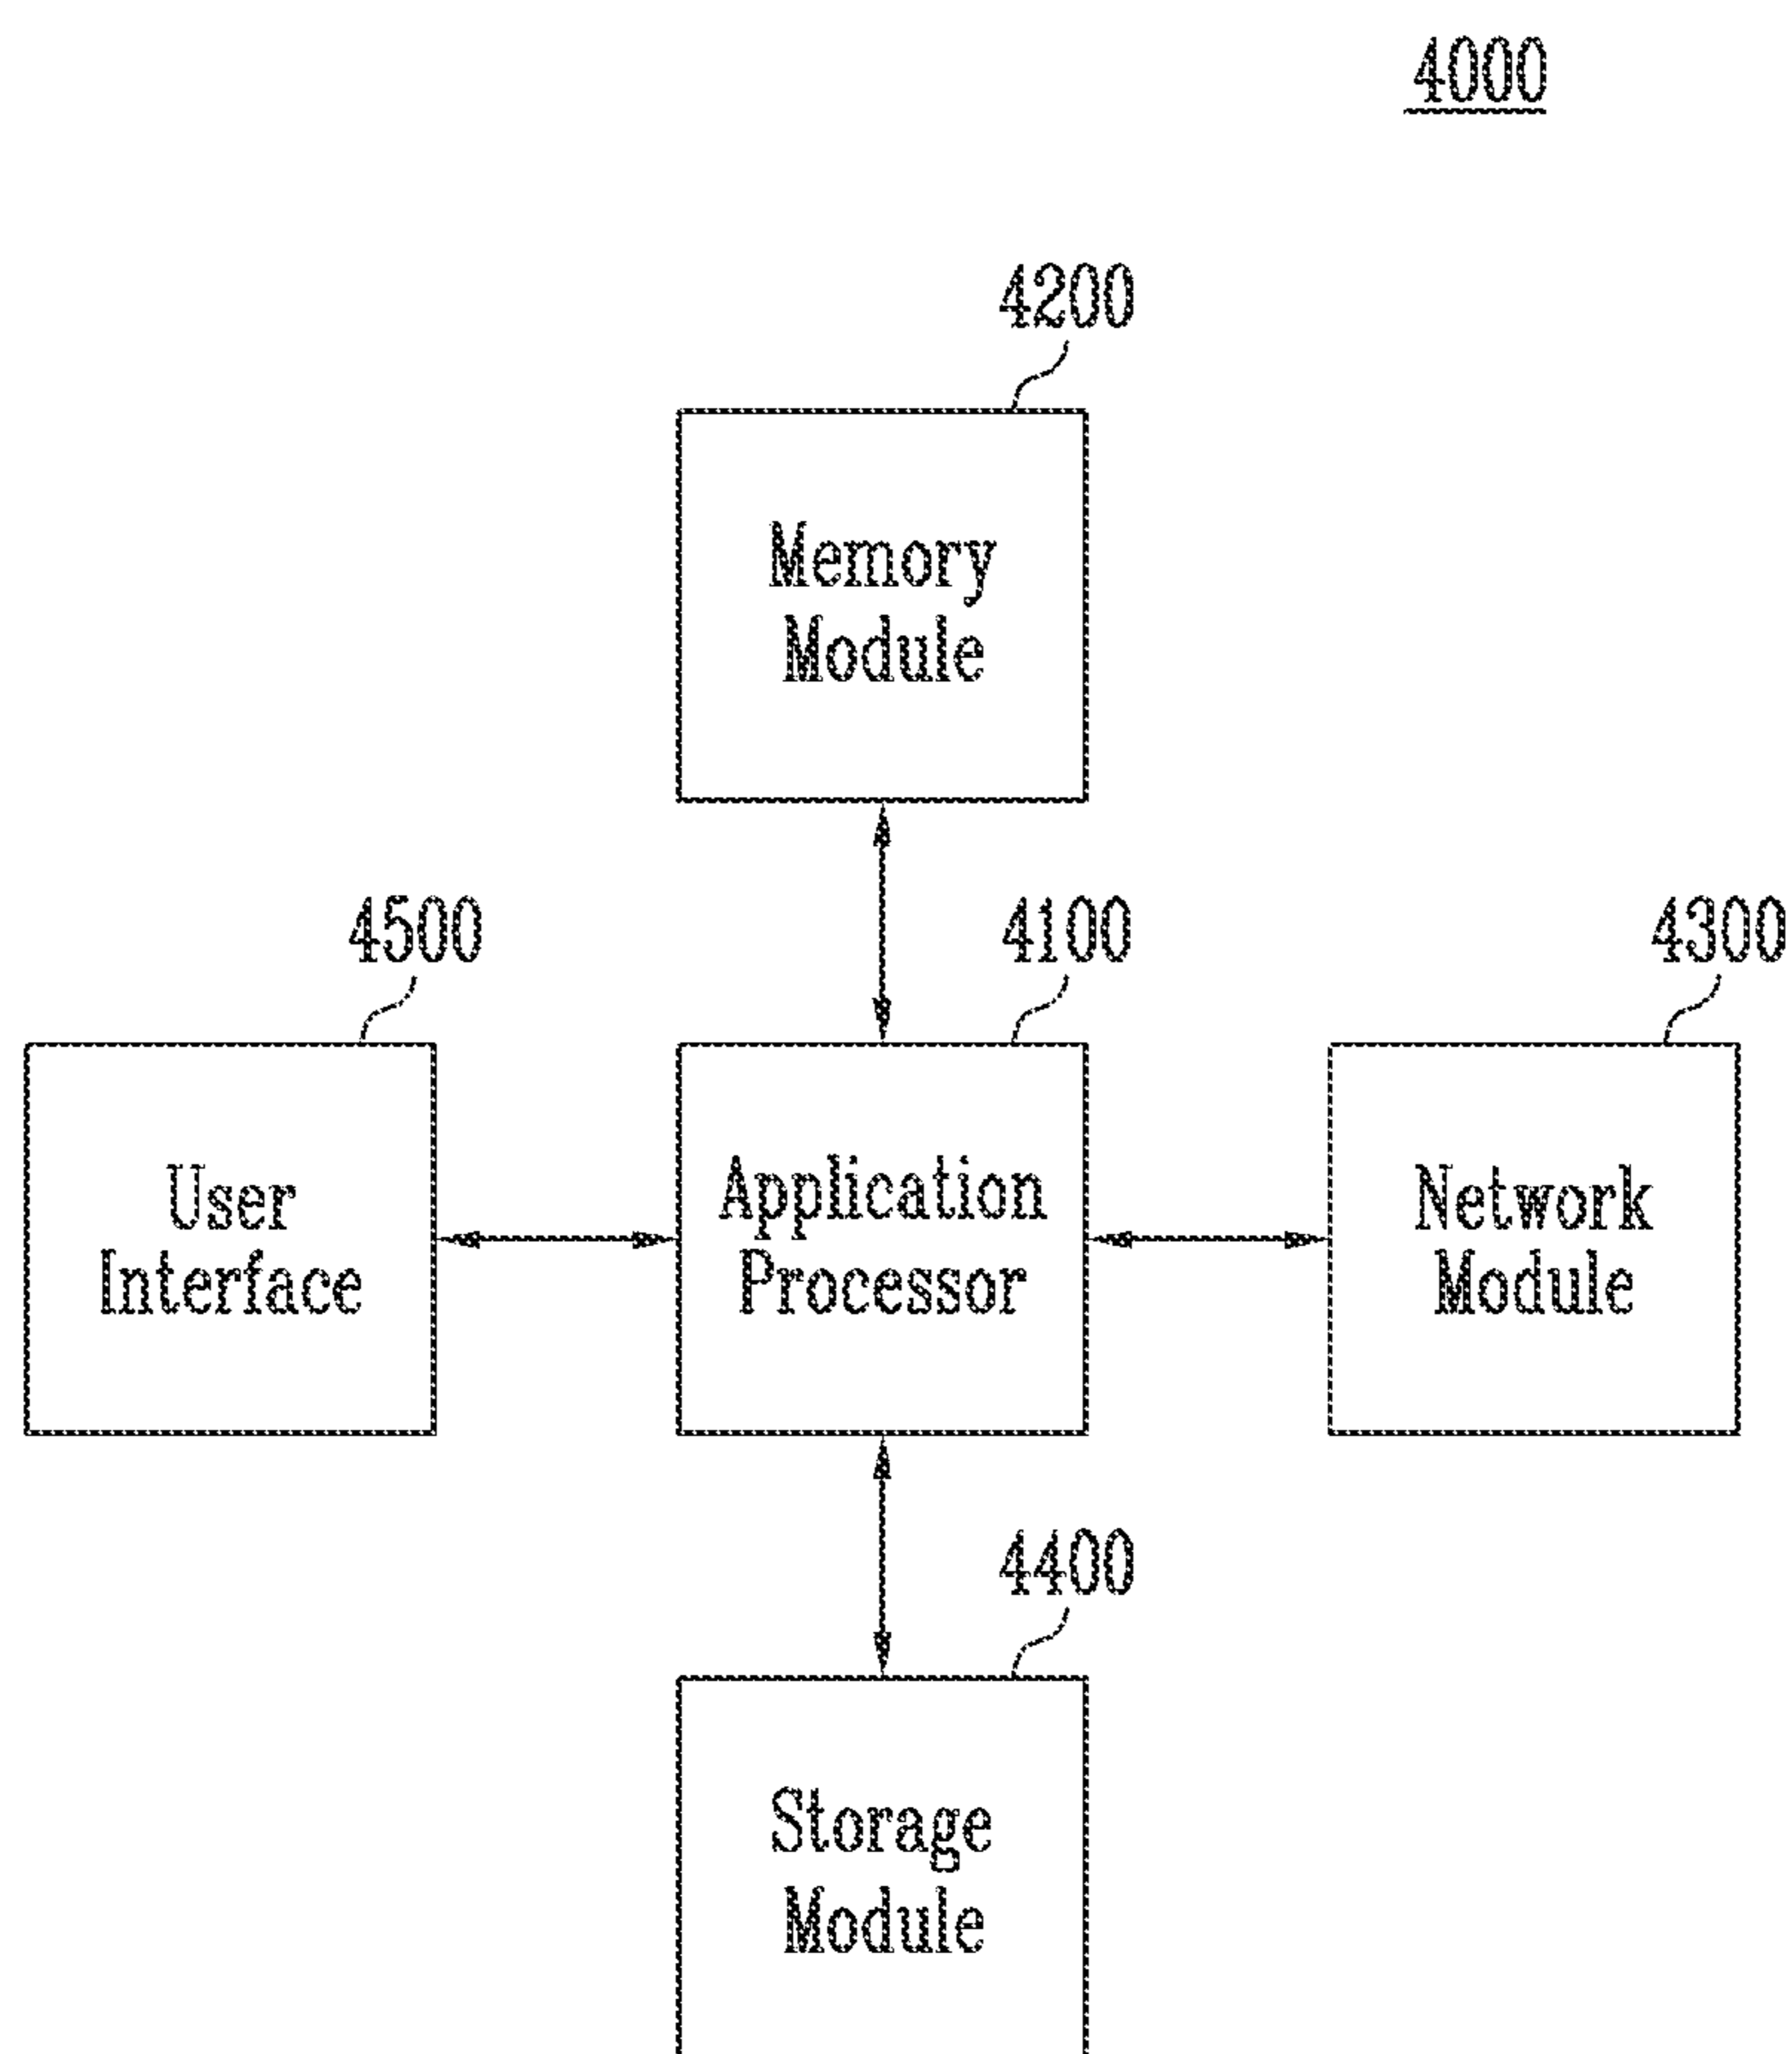 4000
4200
Memory
Module
4500
4100
4300
User
Interface
Application
Processor
Network
Module
4400
Storage
Module